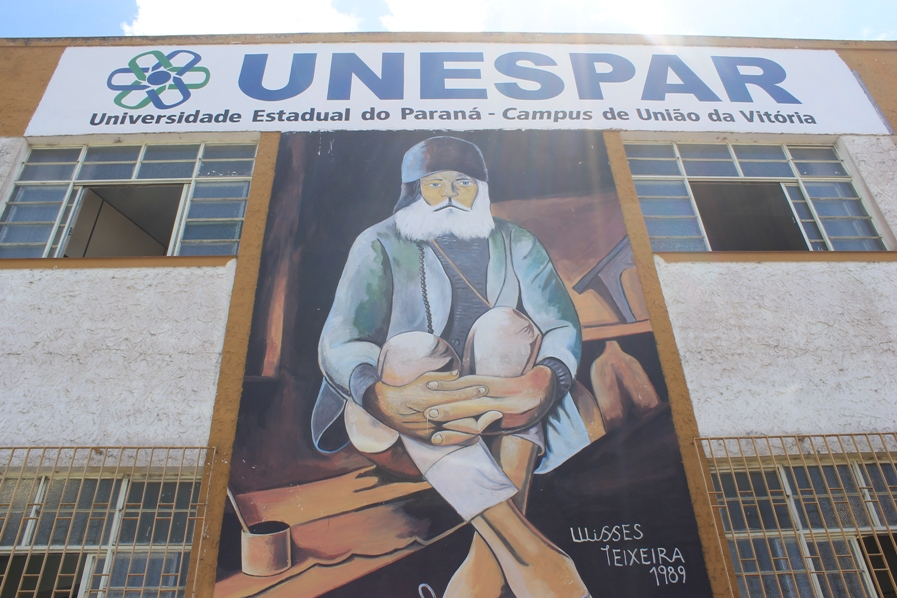 UNESPAR
Universidade Estadual do Paraná - Campus de União da Vitória
ULISSES
TEIXEIRA
1989